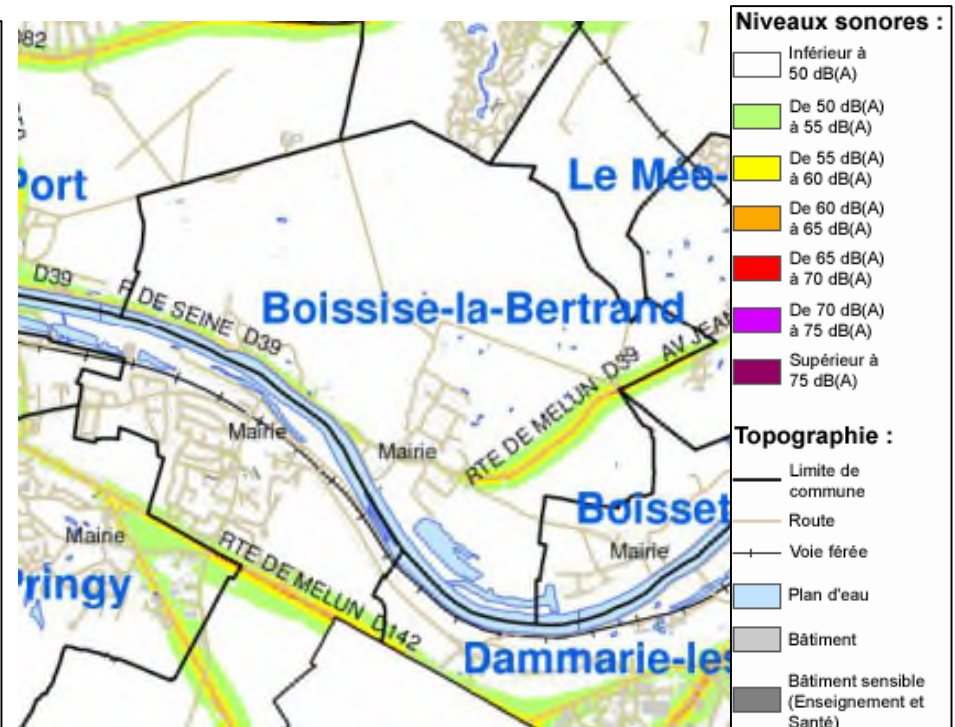 D82
Port
Le Mée-
D39
R DE SEINE D39
Boissise-la-Bertrand
AV JEAN
RTE DE MELUN D39
Mairie
Mairie
Boisset
Mairie
Mairie
RTE DE MELUN D142
Pringy
Dammarie-les
Niveaux sonores :
Inférieur à
50 dB(A)
De 50 dB(A)
à 55 dB(A)
De 55 dB(A)
à 60 dB(A)
De 60 dB(A)
à 65 dB(A)
De 65 dB(A)
à 70 dB(A)
De 70 dB(A)
à 75 dB(A)
Supérieur à
75 dB(A)
Topographie :
Limite de
commune
Route
Voie férée
Plan d'eau
Bâtiment
Bâtiment sensible
(Enseignement et
Santé)